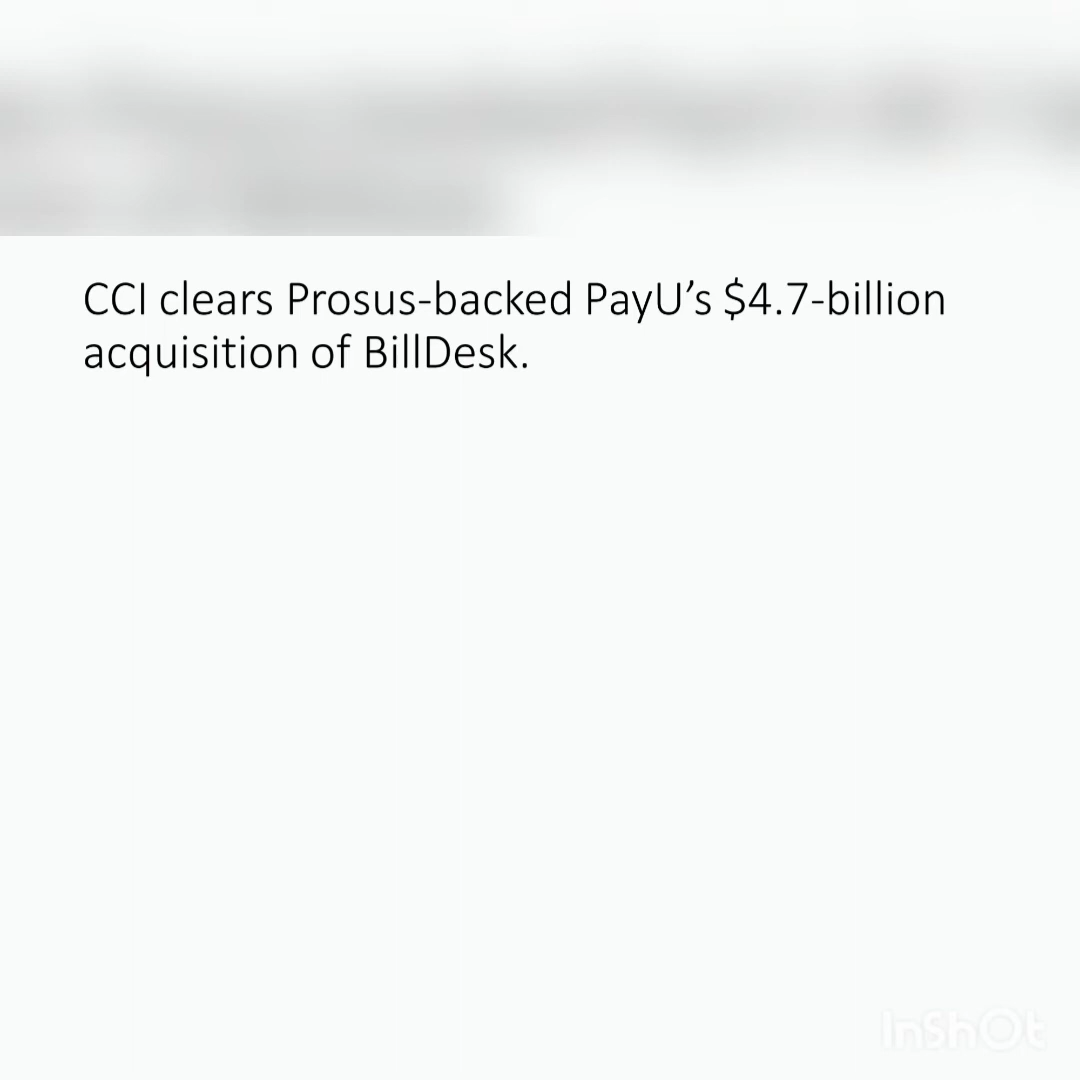 CCI clears Prosus-backed PayU’s $4.7-billion
acquisition of BillDesk.
InShOt